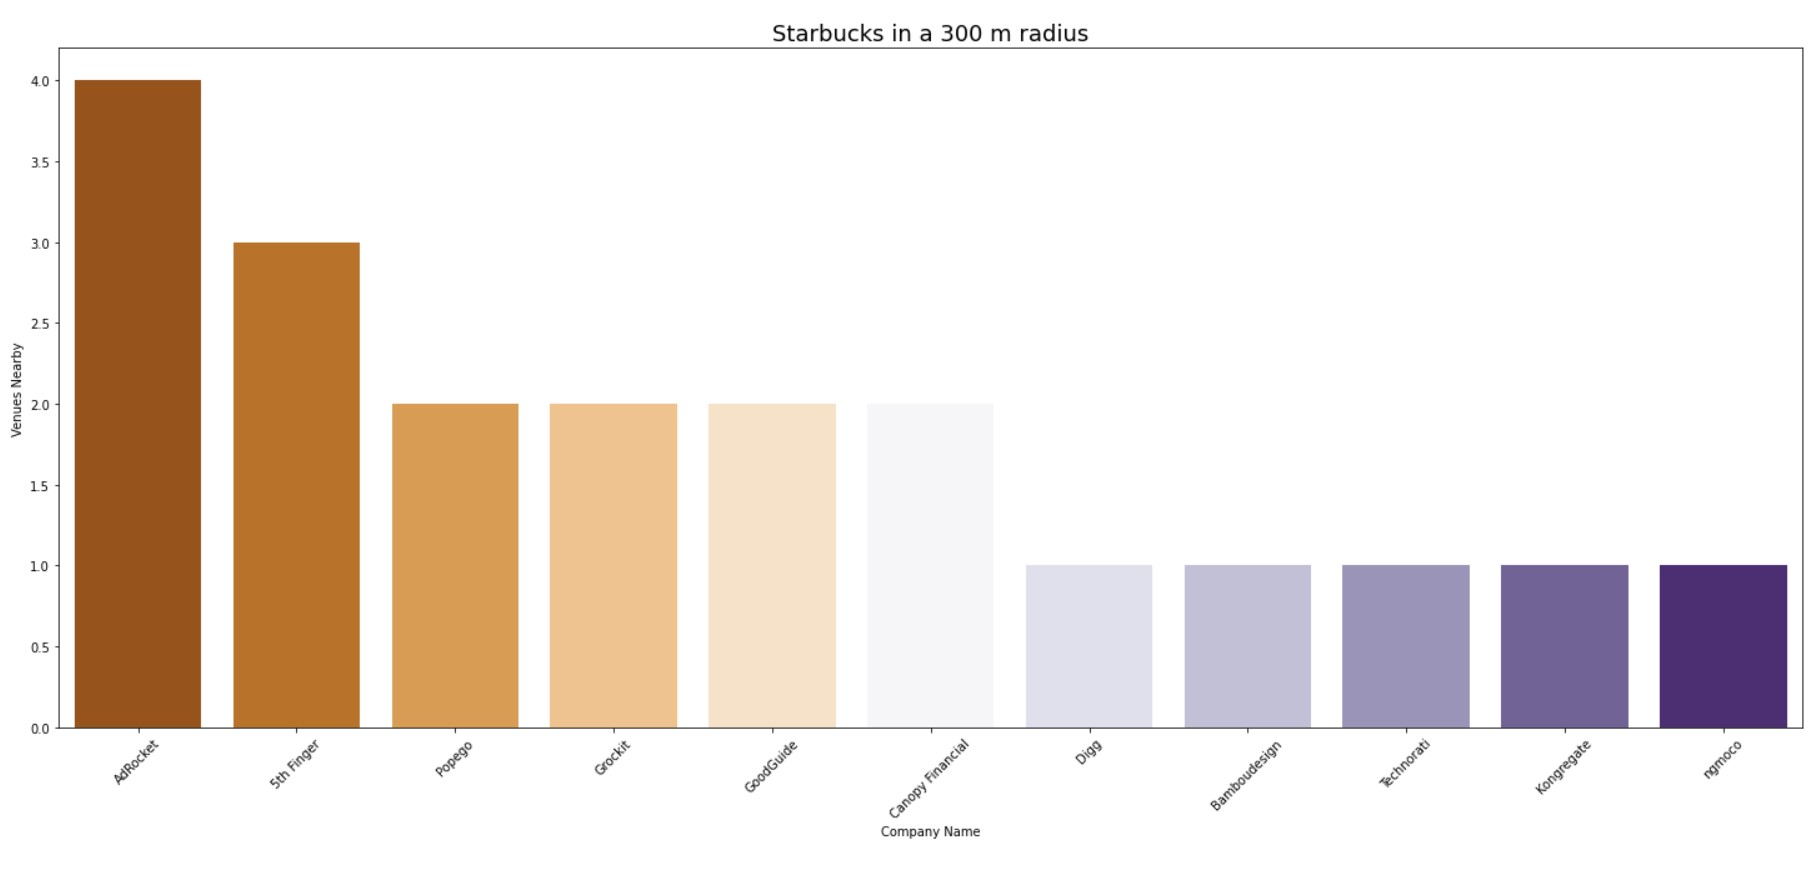 Starbucks in a 300 m radius
4.0
3.5
3.0
2.5
2.0
1.5
1.0
0.5
0.0
Venues Nearby
AdRocket
5th Finger
Popego
Grockit
GoodGuide
Canopy Financial
Digg
Bamboudesign
Technorati
Kongregate
ngmoco
Company Name